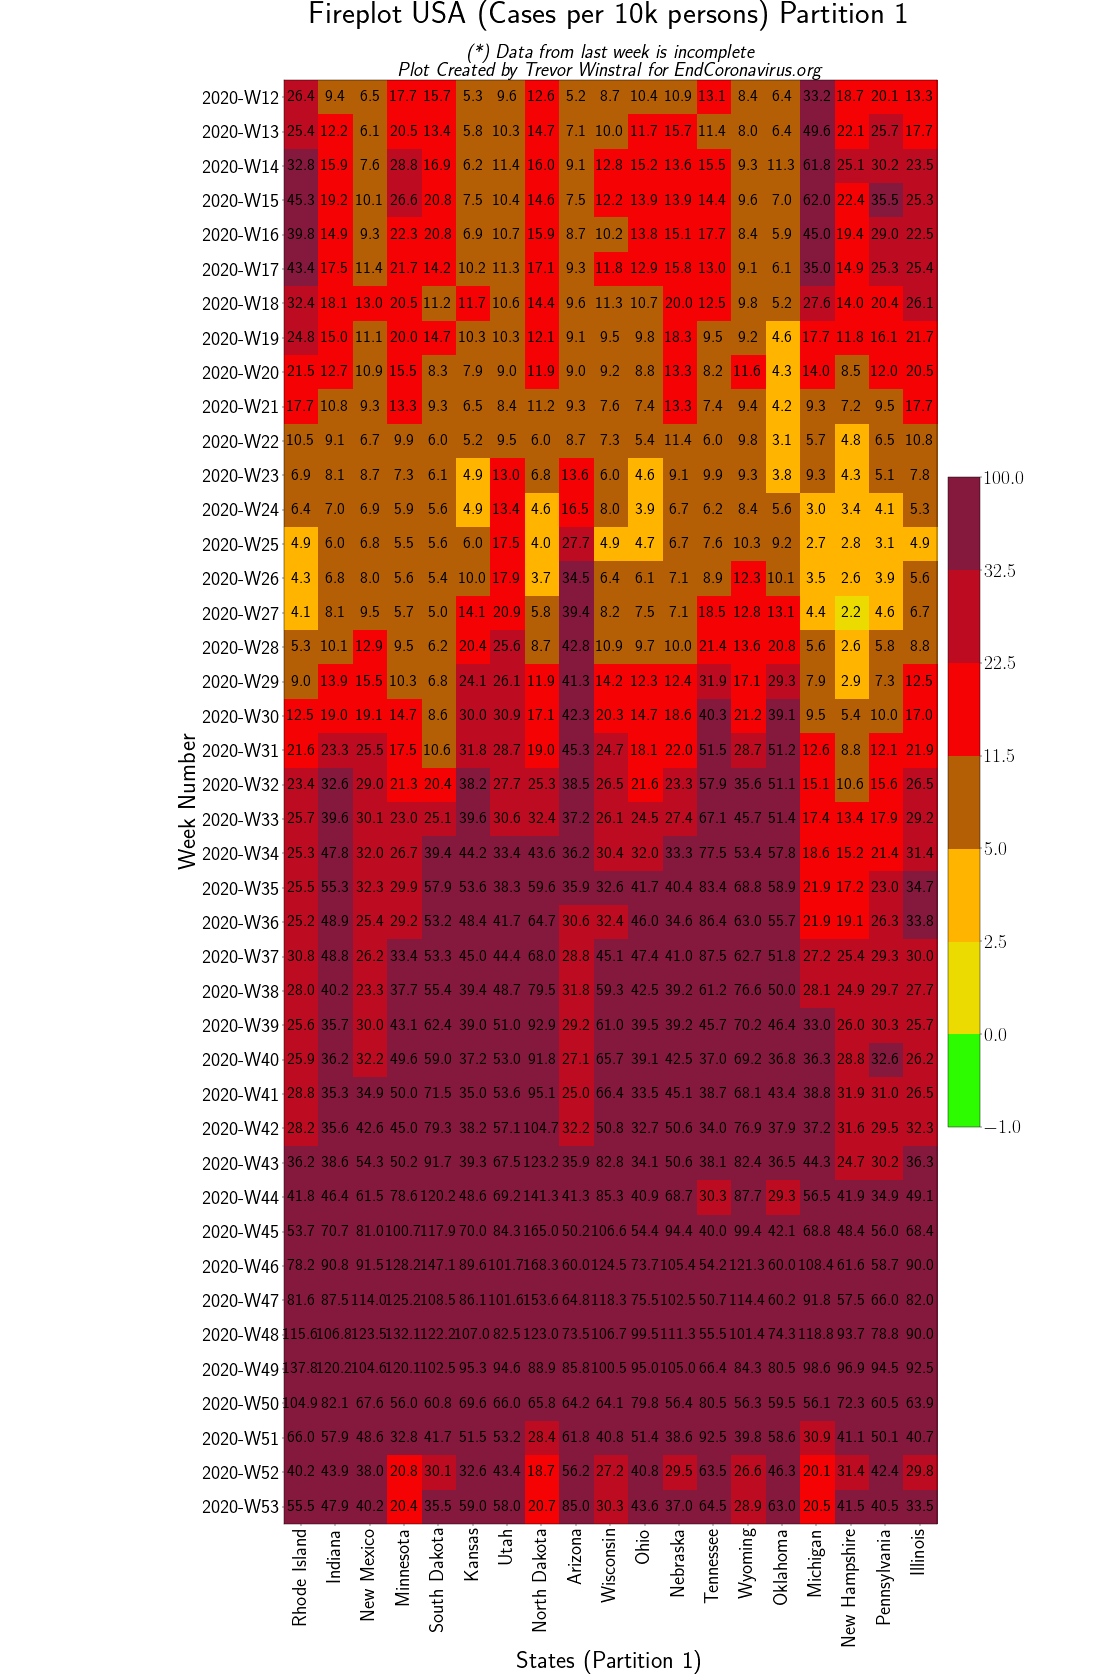 Fireplot USA (Cases per 10k persons) Partition 1
(*) Data from last week is incomplete
Plot Created by Trevor Winstral for EndCoronavirus.org
2020-W12 26.4 9.4 6.5 17.7 15.7 5.3 9.6 12.6 5.2 8.7 10.4 10.9 13.1 8.4 6.4 33.2 18.7 20.1 13.3
2020-W13 25.4 12.2 6.1 20.5 13.4 5.8 10.3 14.7 7.1 10.0 11.7 15.7 11.4 8.0 6.4 49.6 22.1 25.7 17.7
2020-W14 32.8 15.9 7.6 28.8 16.9 6.2 11.4 16.0 9.1 12.8 15.2 13.6 15.5 9.3 11.3 61.8 25.1 30.2 23.5
2020-W15 45.3 19.2 10.1 26.6 20.8 7.5 10.4 14.6 7.5 12.2 13.9 13.9 14.4 9.6 7.0 62.0 22.4 35.5 25.3
2020-W16 39.8 14.9 9.3 22.3 20.8 6.9 10.7 15.9 8.7 10.2 13.8 15.1 17.7 8.4 5.9 45.0 19.4 29.0 22.5
2020-W17 43.4 17.5 11.4 21.7 14.2 10.2 11.3 17.1 9.3 11.8 12.9 15.8 13.0 9.1 6.1 35.0 14.9 25.3 25.4
2020-W18 32.4 18.1 13.0 20.5 11.2 11.7 10.6 14.4 9.6 11.3 10.7 20.0 12.5 9.8 5.2 27.6 14.0 20.4 26.1
2020-W19 24.8 15.0 11.1 20.0 14.7 10.3 10.3 12.1 9.1 9.5 9.8 18.3 9.5 9.2 4.6 17.7 11.8 16.1 21.7
2020-W20 21.5 12.7 10.9 15.5 8.3 7.9 9.0 11.9 9.0 9.2 8.8 13.3 8.2 11.6 4.3 14.0 8.5 12.0 20.5
2020-W21 17.7 10.8 9.3 13.3 9.3 6.5 8.4 11.2 9.3 7.6 7.4 13.3 7.4 9.4 4.2 9.3 7.2 9.5 17.7
2020-W22 10.5 9.1 6.7 9.9 6.0 5.2 9.5 6.0 8.7 7.3 5.4 11.4 6.0 9.8 3.1 5.7 4.8 6.5 10.8
2020-W23 6.9 8.1 8.7 7.3 6.1 4.9 13.0 6.8 13.6 6.0 4.6 9.1 9.9 9.3 3.8 9.3 4.3 5.1 7.8
2020-W24 6.4 7.0 6.9 5.9 5.6 4.9 13.4 4.6 16.5 8.0 3.9 6.7 6.2 8.4 5.6 3.0 3.4 4.1 5.3
2020-W25 4.9 6.0 6.8 5.5 5.6 6.0 17.5 4.0 27.7 4.9 4.7 6.7 7.6 10.3 9.2 2.7 2.8 3.1 4.9
2020-W26 4.3 6.8 8.0 5.6 5.4 10.0 17.9 3.7 34.5 6.4 6.1 7.1 8.9 12.3 10.1 3.5 2.6 3.9 5.6
2020-W27 4.1 8.1 9.5 5.7 5.0 14.1 20.9 5.8 39.4 8.2 7.5 7.1 18.5 12.8 13.1 4.4 2.2 4.6 6.7
2020-W28 5.3 10.1 12.9 9.5 6.2 20.4 25.6 8.7 42.8 10.9 9.7 10.0 21.4 13.6 20.8 5.6 2.6 5.8 8.8
2020-W29 9.0 13.9 15.5 10.3 6.8 24.1 26.1 11.9 41.3 14.2 12.3 12.4 31.9 17.1 29.3 7.9 2.9 7.3 12.5
2020-W30 12.5 19.0 19.1 14.7 8.6 30.0 30.9 17.1 42.3 20.3 14.7 18.6 40.3 21.2 39.1 9.5 5.4 10.0 17.0
2020-W31 21.6 23.3 25.5 17.5 10.6 31.8 28.7 19.0 45.3 24.7 18.1 22.0 51.5 28.7 51.2 12.6 8.8 12.1 21.9
2020-W32 23.4 32.6 29.0 21.3 20.4 38.2 27.7 25.3 38.5 26.5 21.6 23.3 57.9 35.6 51.1 15.1 10.6 15.6 26.5
2020-W33 25.7 39.6 30.1 23.0 25.1 39.6 30.6 32.4 37.2 26.1 24.5 27.4 67.1 45.7 51.4 17.4 13.4 17.9 29.2
2020-W34 25.3 47.8 32.0 26.7 39.4 44.2 33.4 43.6 36.2 30.4 32.0 33.3 77.5 53.4 57.8 18.6 15.2 21.4 31.4
2020-W35 25.5 55.3 32.3 29.9 57.9 53.6 38.3 59.6 35.9 32.6 41.7 40.4 83.4 68.8 58.9 21.9 17.2 23.0 34.7
2020-W36 25.2 48.9 25.4 29.2 53.2 48.4 41.7 64.7 30.6 32.4 46.0 34.6 86.4 63.0 55.7 21.9 19.1 26.3 33.8
2020-W37 30.8 48.8 26.2 33.4 53.3 45.0 44.4 68.0 28.8 45.1 47.4 41.0 87.5 62.7 51.8 27.2 25.4 29.3 30.0
2020-W38 28.0 40.2 23.3 37.7 55.4 39.4 48.7 79.5 31.8 59.3 42.5 39.2 61.2 76.6 50.0 28.1 24.9 29.7 27.7
2020-W39 25.6 35.7 30.0 43.1 62.4 39.0 51.0 92.9 29.2 61.0 39.5 39.2 45.7 70.2 46.4 33.0 26.0 30.3 25.7
2020-W40 25.9 36.2 32.2 49.6 59.0 37.2 53.0 91.8 27.1 65.7 39.1 42.5 37.0 69.2 36.8 36.3 28.8 32.6 26.2
2020-W41 28.8 35.3 34.9 50.0 71.5 35.0 53.6 95.1 25.0 66.4 33.5 45.1 38.7 68.1 43.4 38.8 31.9 31.0 26.5
2020-W42 28.2 35.6 42.6 45.0 79.3 38.2 57.1 104.7 32.2 50.8 32.7 50.6 34.0 76.9 37.9 37.2 31.6 29.5 32.3
2020-W43 36.2 38.6 54.3 50.2 91.7 39.3 67.5 123.2 35.9 82.8 34.1 50.6 38.1 82.4 36.5 44.3 24.7 30.2 36.3
2020-W44 41.8 46.4 61.5 78.6 120.2 48.6 69.2 141.3 41.3 85.3 40.9 68.7 30.3 87.7 29.3 56.5 41.9 34.9 49.1
2020-W45 53.7 70.7 81.0 100.7 117.9 70.0 84.3 165.0 50.2 106.6 54.4 94.4 40.0 99.4 42.1 68.8 48.4 56.0 68.4
2020-W46 78.2 90.8 91.5 128.2 147.1 89.6 101.7 168.3 60.0 124.5 73.7 105.4 54.2 121.3 60.0 108.4 61.6 58.7 90.0
2020-W47 81.6 87.5 114.0 125.2 108.5 86.1 101.6 153.6 64.8 118.3 75.5 102.5 50.7 114.4 60.2 91.8 57.5 66.0 82.0
2020-W48 115.6 106.8 123.5 132.1 122.2 107.0 82.5 123.0 73.5 106.7 99.5 111.3 55.5 101.4 74.3 118.8 93.7 78.8 90.0
2020-W49 137.8 120.2 104.6 120.1 102.5 95.3 94.6 88.9 85.8 100.5 95.0 105.0 66.4 84.3 80.5 98.6 96.9 94.5 92.5
2020-W50 104.9 82.1 67.6 56.0 60.8 69.6 66.0 65.8 64.2 64.1 79.8 56.4 80.5 56.3 59.5 56.1 72.3 60.5 63.9
2020-W51 66.0 57.9 48.6 32.8 41.7 51.5 53.2 28.4 61.8 40.8 51.4 38.6 92.5 39.8 58.6 30.9 41.1 50.1 40.7
2020-W52 40.2 43.9 38.0 20.8 30.1 32.6 43.4 18.7 56.2 27.2 40.8 29.5 63.5 26.6 46.3 20.1 31.4 42.4 29.8
2020-W53 55.5 47.9 40.2 20.4 35.5 59.0 58.0 20.7 85.0 30.3 43.6 37.0 64.5 28.9 63.0 20.5 41.5 40.5 33.5
Week Number
Rhode Island
Indiana
New Mexico
Minnesota
South Dakota
Kansas
Utah
North Dakota
Arizona
Wisconsin
Ohio
Nebraska
Tennessee
Wyoming
Oklahoma
Michigan
New Hampshire
Pennsylvania
Illinois
States (Partition 1)
100.0
32.5
22.5
11.5
5.0
2.5
0.0
−1.0